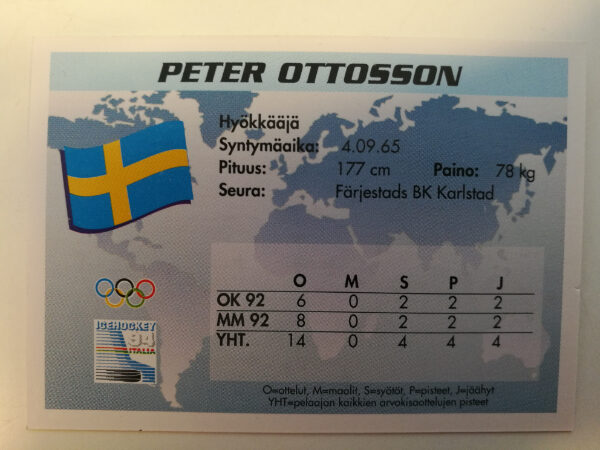 PETER OTTOSSON
Hyökkääjä
Syntymäaika: 4.09.65
Pituus: 177 cm Paino: 78 kg
Seura: Färjestads BK Karlstad
O M S P J
OK 92 6 0 2 2 2
MM 92 8 0 2 2 2
YHT. 14 0 4 4 4
ICEHOCKEY
94
ITALIA
O=ottelut, M=maalit, S=syötöt, P=pisteet, J=jäähyt
YHT=pelaajan kaikkien arvokisaottelujen pisteet